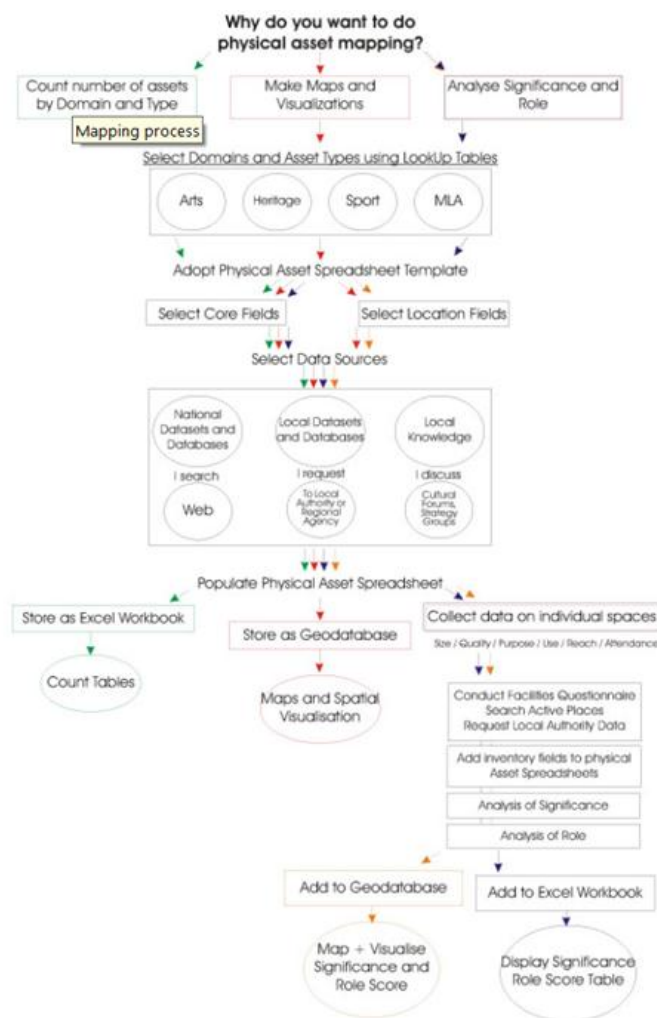 Why do you want to do
physical asset mapping?
Count number of assets
by Domain and Type
Make Maps and
Visualizations
Analyse Significance and
Role
Mapping process
Select Domains and Asset Types using LookUp Tables
Arts
Heritage
Sport
MLA
Adopt Physical Asset Spreadsheet Template
Select Core Fields
Select Location Fields
Select Data Sources
National
Datasets and
Databases
Local Datasets
and Databases
Local
Knowledge
I search
I request
I discuss
Web
To Local
Authority or
Regional
Agency
Cultural
Forums,
Strategy
Groups
Populate Physical Asset Spreadsheet
Store as Excel Workbook
Store as Geodatabase
Collect data on individual spaces
Size / Quality / Purpose / Use / Reach / Attendance
Count Tables
Maps and Spatial
Visualisation
Conduct Facilities Questionnaire
Search Active Places
Request Local Authority Data
Add inventory fields to physical
Asset Spreadsheets
Analysis of Significance
Analysis of Role
Add to Geodatabase
Add to Excel Workbook
Map + Visualise
Significance and
Role Score
Display Significance
Role Score Table